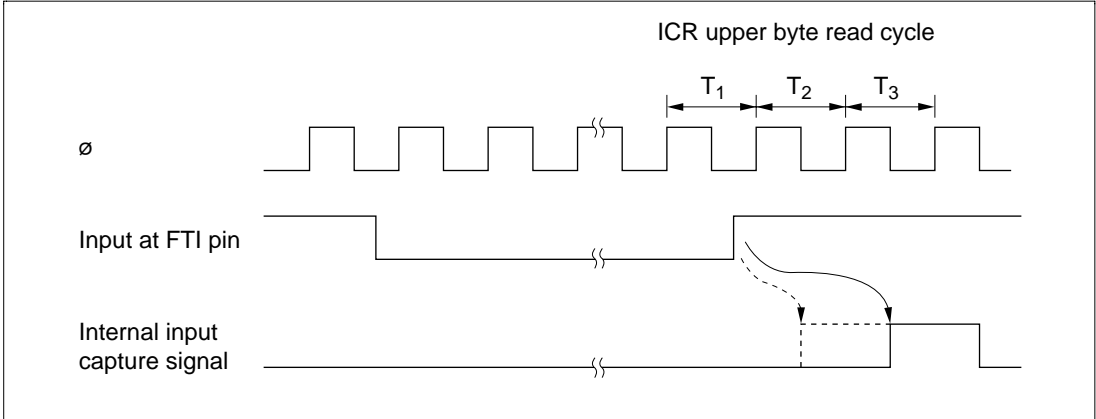 ICR upper byte read cycle
T1 T2 T3
ø
Input at FTI pin
Internal input
capture signal